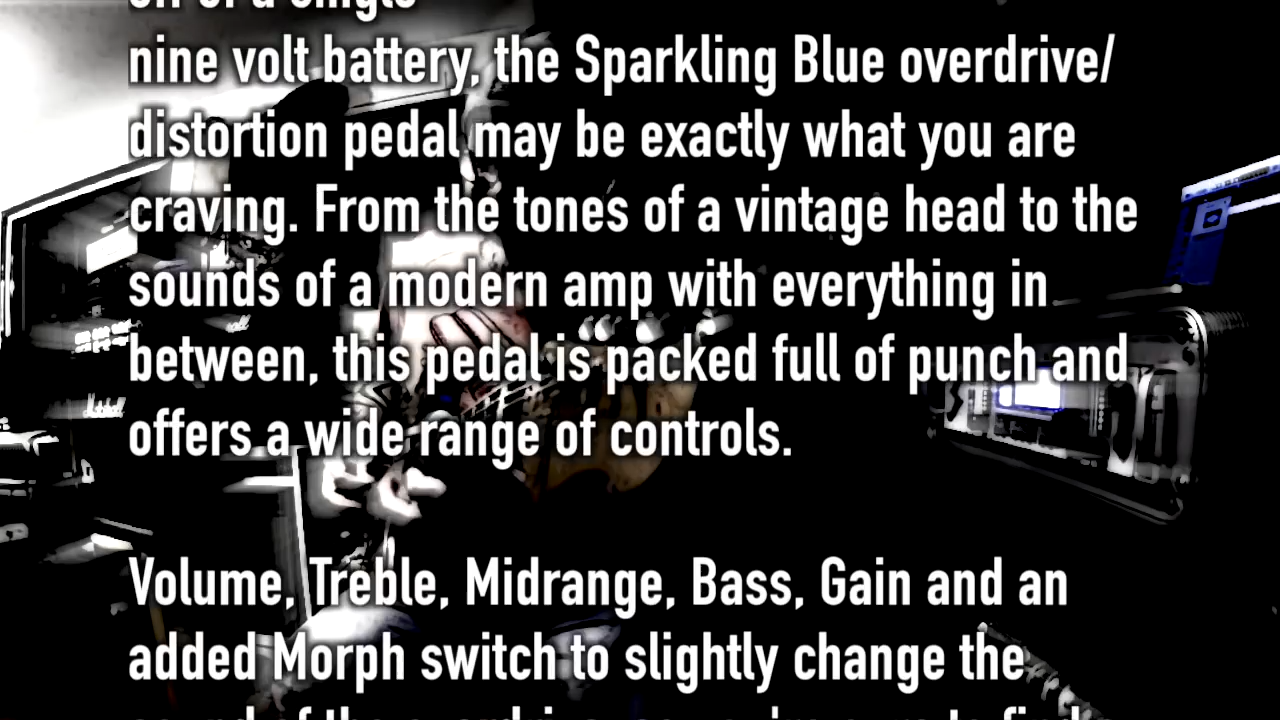 off of a single
nine volt battery, the Sparkling Blue overdrive/
distortion pedal may be exactly what you are
craving. From the tones of a vintage head to the
sounds of a modern amp with everything in
between, this pedal is packed full of punch and
offers a wide range of controls.
Volume, Treble, Midrange, Bass, Gain and an
added Morph switch to slightly change the